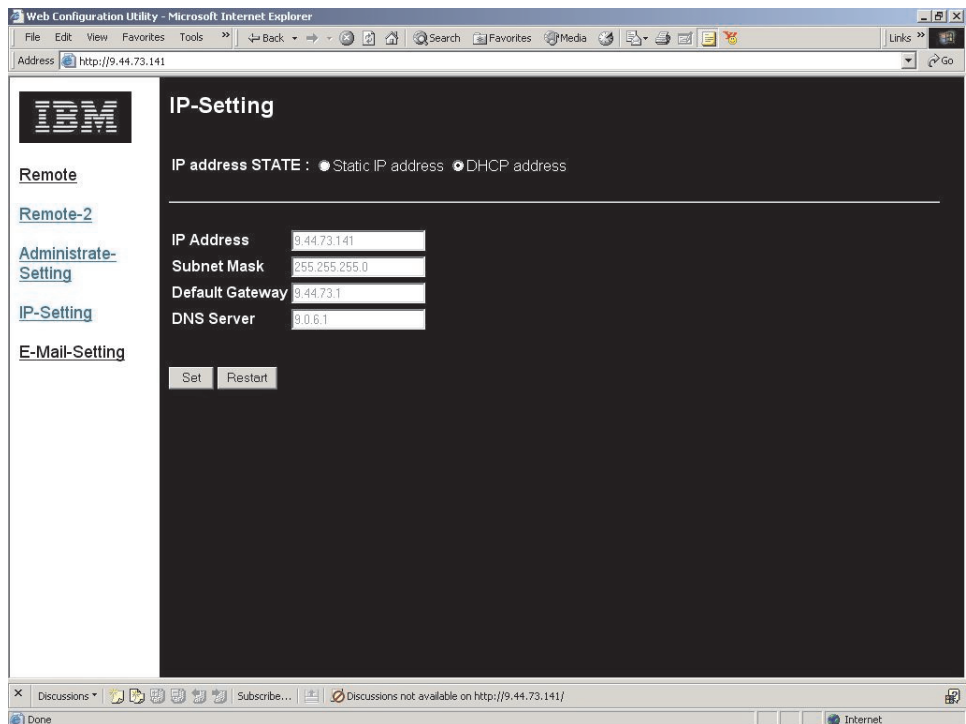 Web Configuration Utility - Microsoft Internet Explorer
File Edit View Favorites Tools » Back Search Favorites Media Links »
Address http://9.44.73.141 Go
IBM
IP-Setting
IP address STATE : Static IP address DHCP address
Remote
Remote-2
Administrate-
Setting
IP-Setting
E-Mail-Setting
IP Address 9.44.73.141
Subnet Mask 255.255.255.0
Default Gateway 9.44.73.1
DNS Server 9.0.6.1
Set Restart
Discussions Subscribe... Discussions not available on http://9.44.73.141/
Done Internet